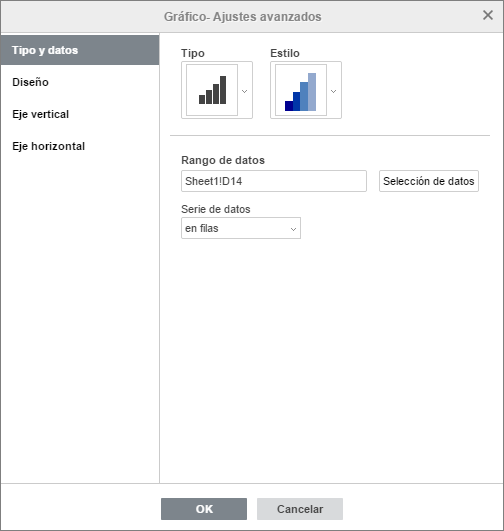 Gráfico- Ajustes avanzados
Tipo y datos
Diseño
Eje vertical
Eje horizontal
Tipo Estilo
Rango de datos
Sheet1!D14 Selección de datos
Serie de datos
en filas
OK Cancelar